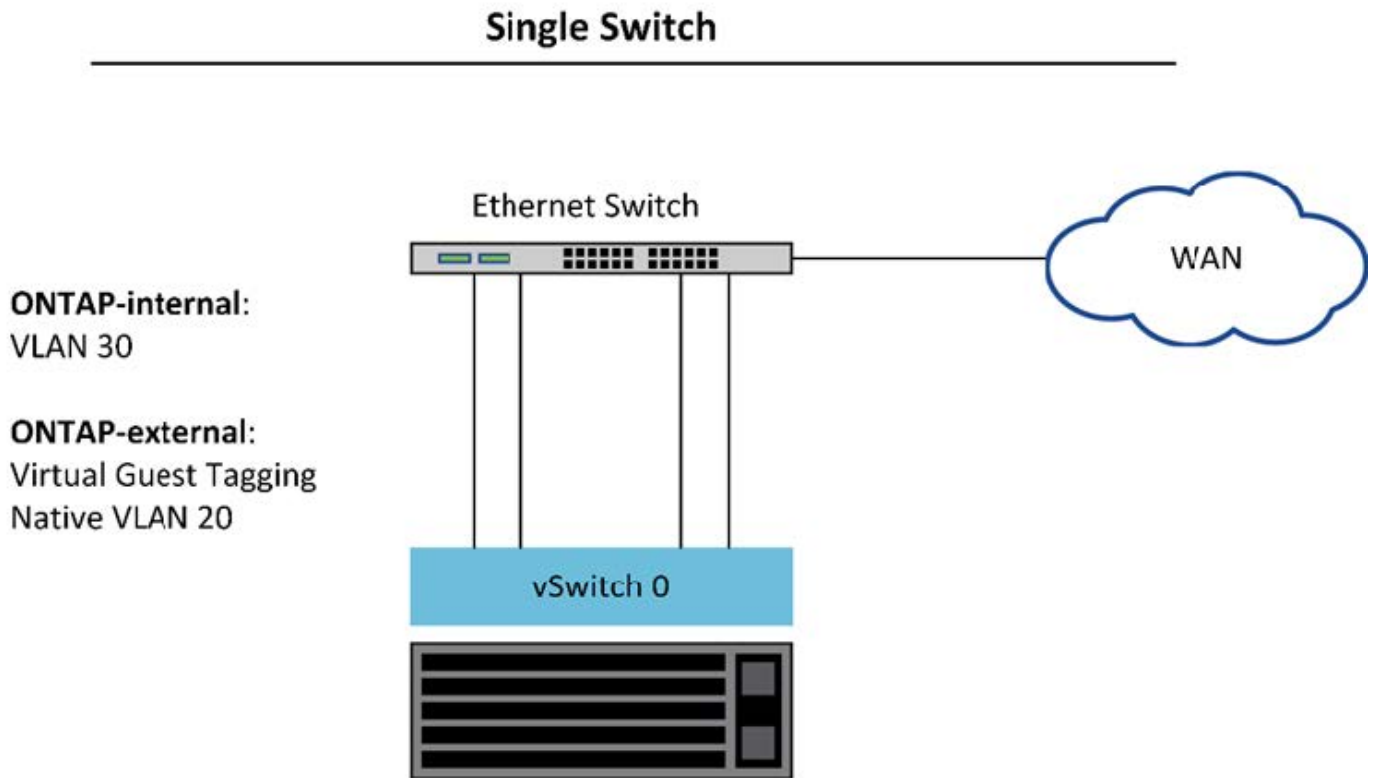 Single Switch
Ethernet Switch
WAN
ONTAP-internal:
VLAN 30
ONTAP-external:
Virtual Guest Tagging
Native VLAN 20
vSwitch 0